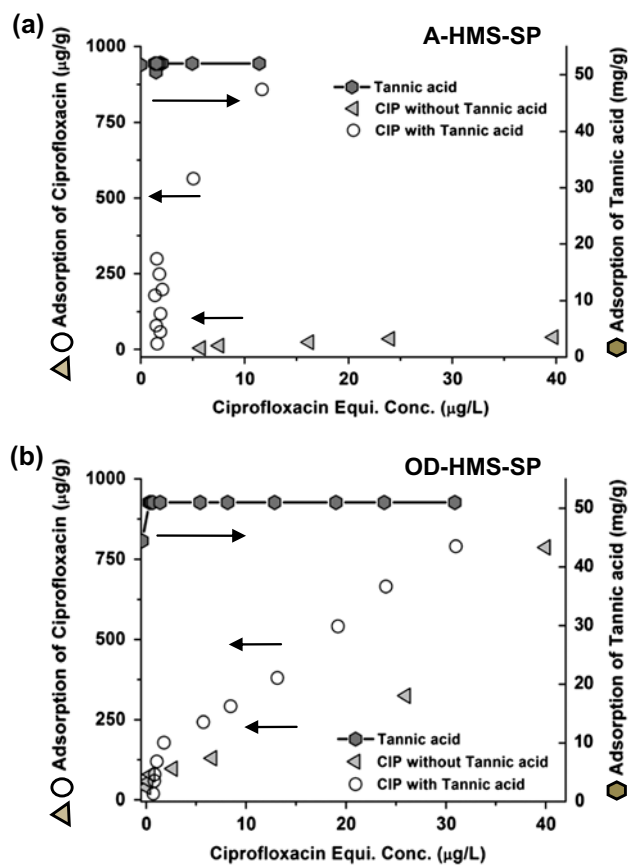 (a)
A-HMS-SP
Adsorption of Ciprofloxacin (μg/g)
1000
750
500
250
0
Tannic acid
CIP without Tannic acid
CIP with Tannic acid
50
40
30
20
10
0
Adsorption of Tannic acid (mg/g)
0 10 20 30 40
Ciprofloxacin Equi. Conc. (μg/L)
(b)
OD-HMS-SP
Adsorption of Ciprofloxacin (μg/g)
1000
750
500
250
0
Tannic acid
CIP without Tannic acid
CIP with Tannic acid
50
40
30
20
10
0
Adsorption of Tannic acid (mg/g)
0 10 20 30 40
Ciprofloxacin Equi. Conc. (μg/L)